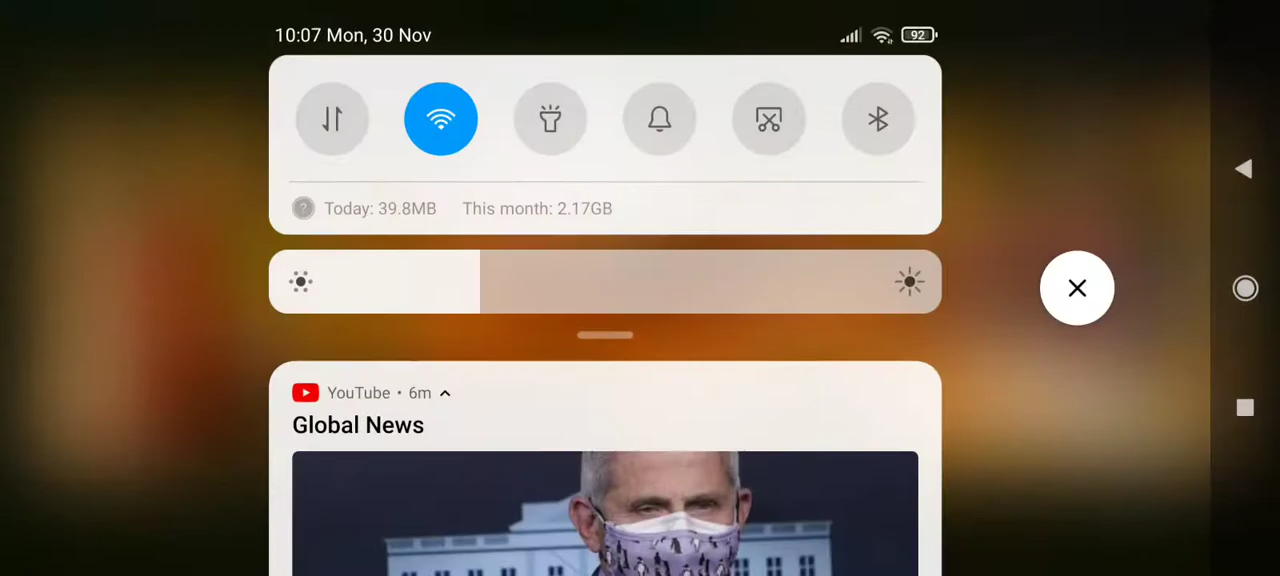 10:07 Mon, 30 Nov
92
? Today: 39.8MB This month: 2.17GB
YouTube • 6m
Global News